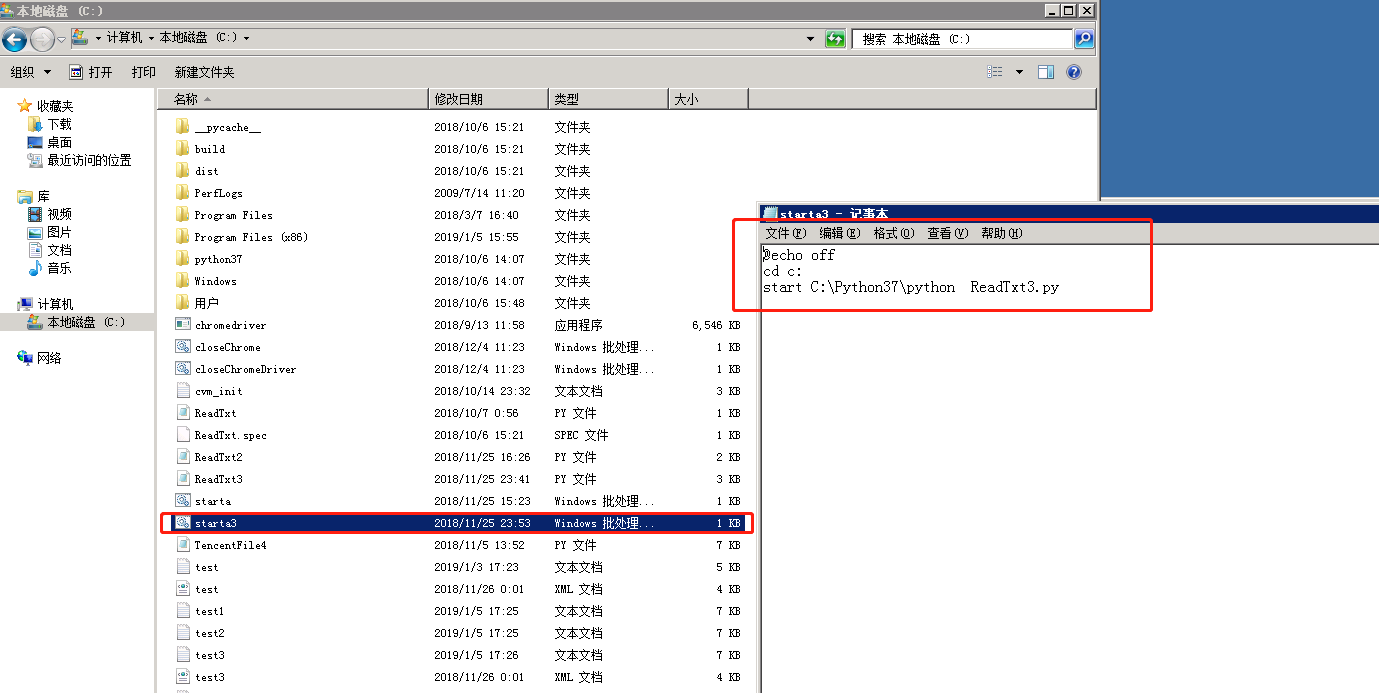 本地磁盘 (C:)
计算机 本地磁盘 (C:)
搜索 本地磁盘 (C:)
组织 打开 打印 新建文件夹
收藏夹
下载
桌面
最近访问的位置
库
视频
图片
文档
音乐
计算机
本地磁盘 (C:)
网络
名称 修改日期 类型 大小
__pycache__ 2018/10/6 15:21 文件夹
build 2018/10/6 15:21 文件夹
dist 2018/10/6 15:21 文件夹
PerfLogs 2009/7/14 11:20 文件夹
Program Files 2018/3/7 16:40 文件夹
Program Files (x86) 2019/1/5 15:55 文件夹
python37 2018/10/6 14:07 文件夹
Windows 2018/10/6 14:07 文件夹
用户 2018/10/6 15:48 文件夹
chromedriver 2018/9/13 11:58 应用程序 6,546 KB
closeChrome 2018/12/4 11:23 Windows 批处理... 1 KB
closeChromeDriver 2018/12/4 11:23 Windows 批处理... 1 KB
cvm_init 2018/10/14 23:32 文本文档 3 KB
ReadTxt 2018/10/7 0:56 PY 文件 1 KB
ReadTxt.spec 2018/10/6 15:21 SPEC 文件 1 KB
ReadTxt2 2018/11/25 16:26 PY 文件 2 KB
ReadTxt3 2018/11/25 23:41 PY 文件 3 KB
starta 2018/11/25 15:23 Windows 批处理... 1 KB
starta3 2018/11/25 23:53 Windows 批处理... 1 KB
TencentFile4 2018/11/5 13:52 PY 文件 7 KB
test 2019/1/3 17:23 文本文档 5 KB
test 2018/11/26 0:01 XML 文档 4 KB
test1 2019/1/5 17:25 文本文档 7 KB
test2 2019/1/5 17:25 文本文档 7 KB
test3 2019/1/5 17:26 文本文档 7 KB
test3 2018/11/26 0:01 XML 文档 4 KB
starta3 - 记事本
文件(F) 编辑(E) 格式(O) 查看(V) 帮助(H)
@echo off
cd c:
start C:\Python37\python  ReadTxt3.py